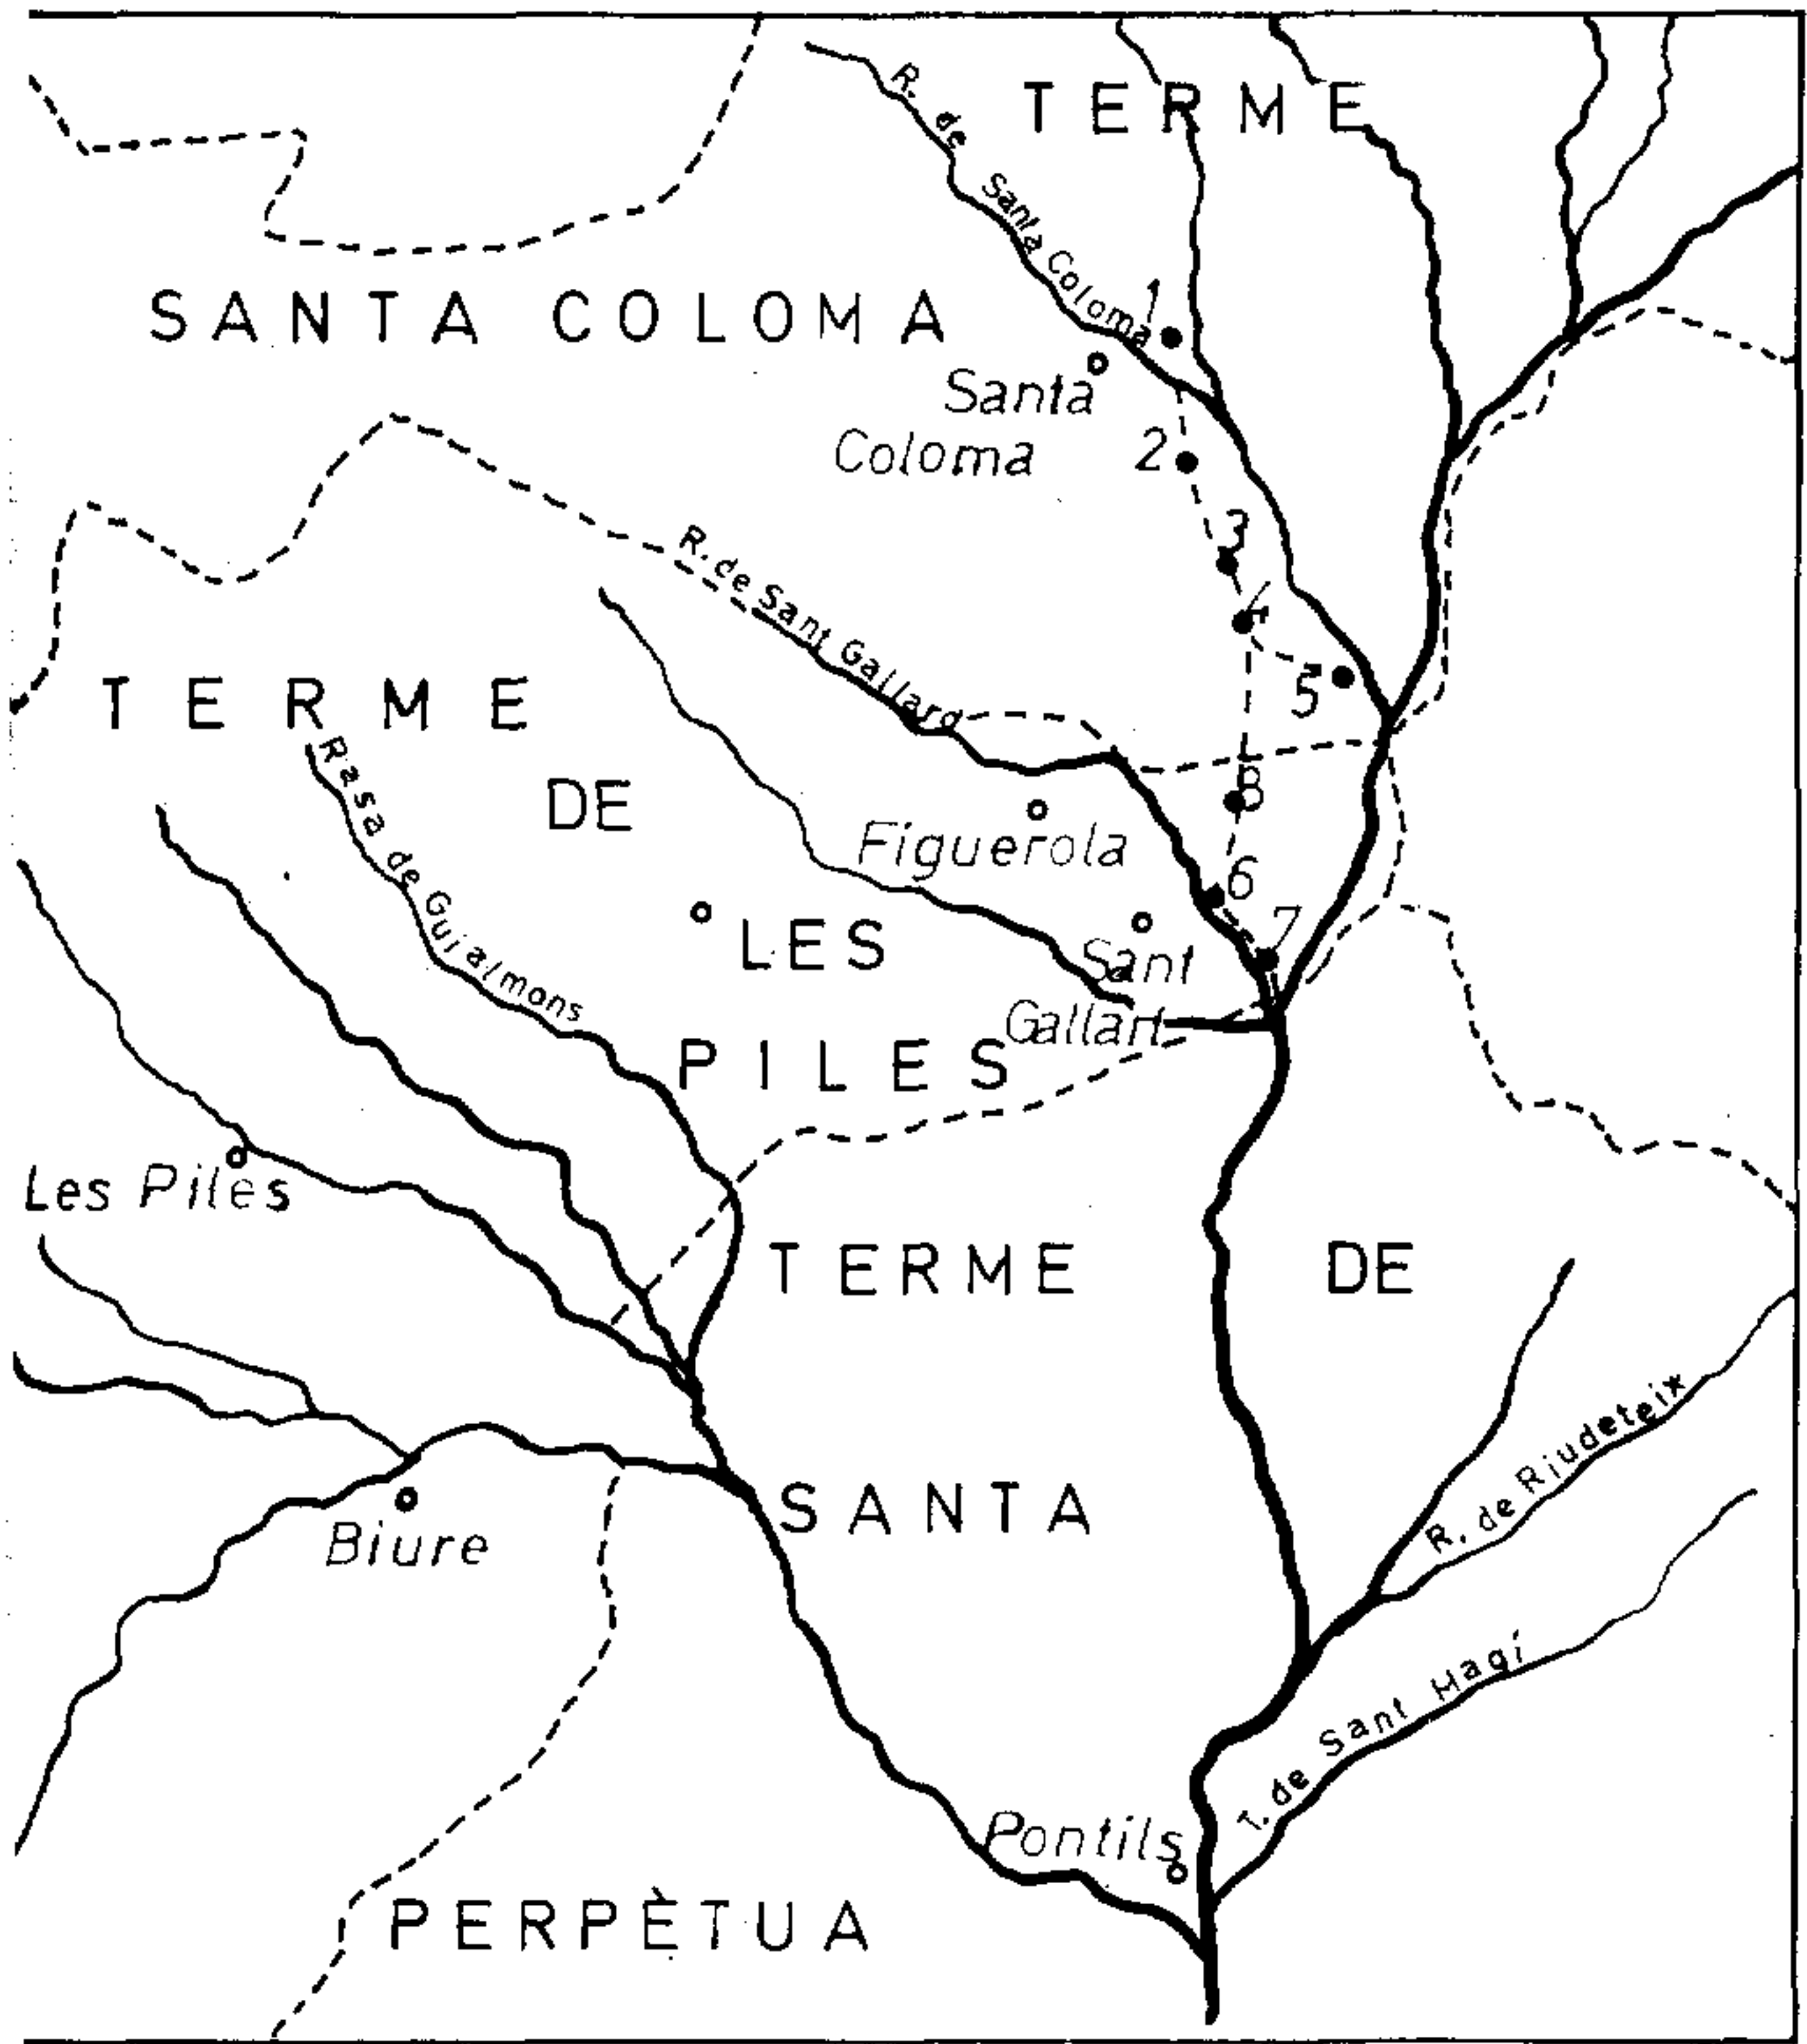 TERME
R. de Santa Coloma
SANTA COLOMA
1
Santa
Coloma
2
3
4
5
R. de Sant Gallard
TERME
Rasa de Guialmons
DE
8
Figuerola
6
LES
7
Sant
Gallart
PILES
Les Piles
TERME DE
R. de Riudeteix
SANTA
Biure
T. de Sant Magí
Pontils
PERPÈTUA